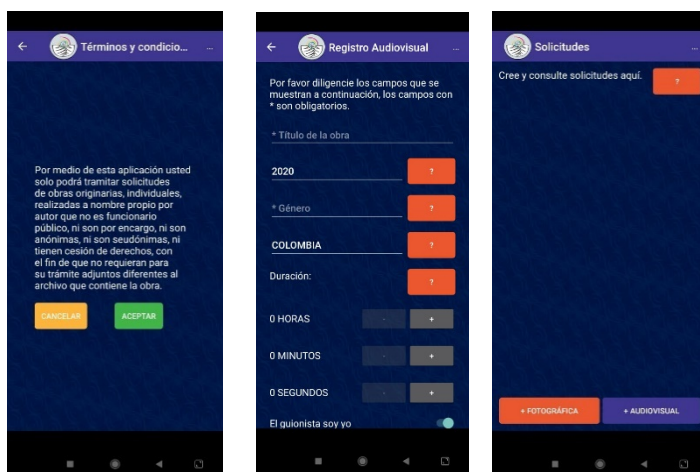 Términos y condicio... ...
Por medio de esta aplicación usted
solo podrá tramitar solicitudes
de obras originarias, individuales,
realizadas a nombre propio por
autor que no es funcionario
público, ni son por encargo, ni son
anónimas, ni son seudónimas, ni
tienen cesión de derechos, con
el fin de que no requieran para
su trámite adjuntos diferentes al
archivo que contiene la obra.
CANCELAR ACEPTAR
Registro Audiovisual ...
Por favor diligencie los campos que se
muestran a continuación, los campos con
* son obligatorios.
* Título de la obra
2020 ?
* Género ?
COLOMBIA ?
Duración: ?
0 HORAS - +
0 MINUTOS - +
0 SEGUNDOS - +
El guionista soy yo
Solicitudes ...
Cree y consulte solicitudes aquí. ?
+ FOTOGRÁFICA + AUDIOVISUAL